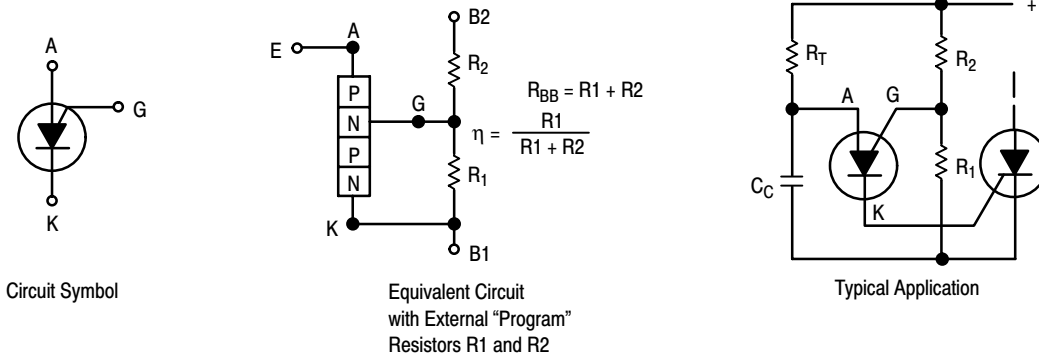 A
G
K
Circuit Symbol
B2
A
E
R2
P
G
N
P
N
R1
K
B1
RBB = R1 + R2
η = R1
R1 + R2
Equivalent Circuit
with External “Program”
Resistors R1 and R2
+
RT
R2
A
G
CC
R1
K
Typical Application